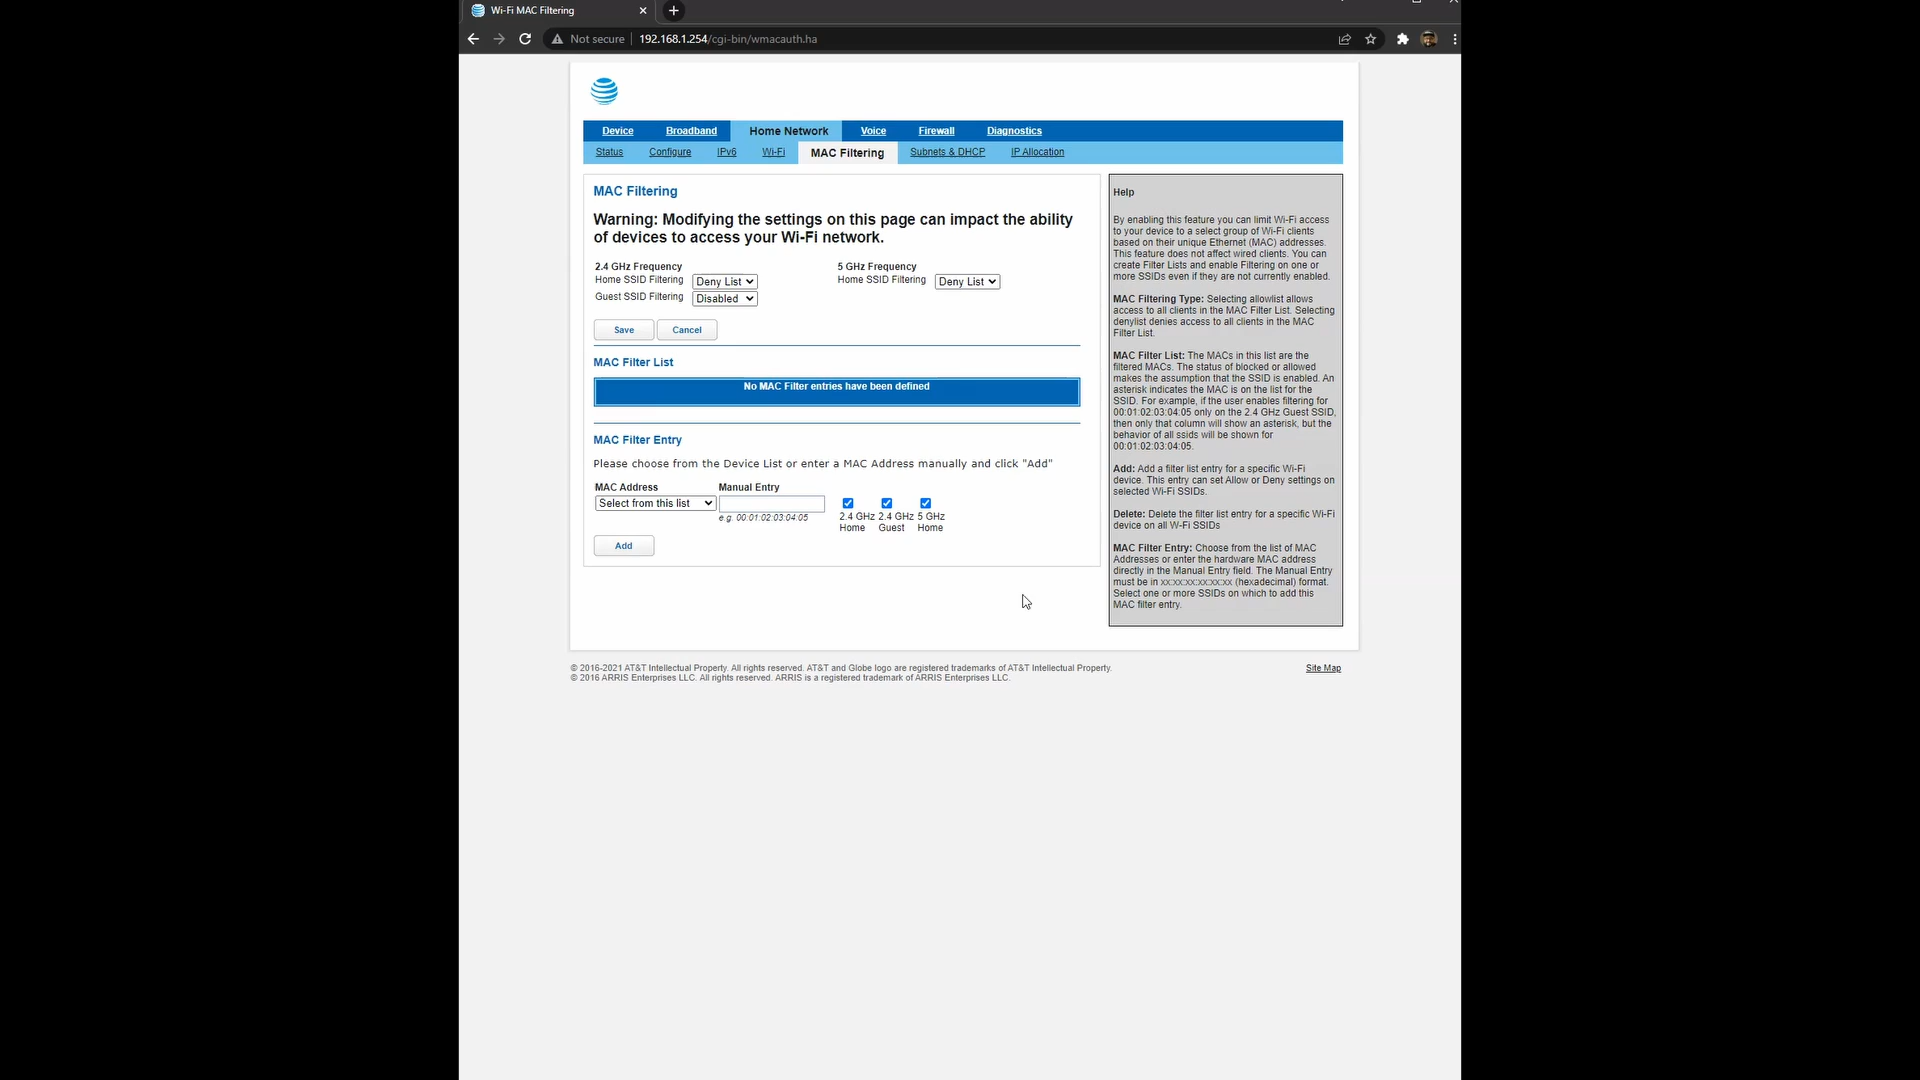 Wi-Fi MAC Filtering
Not secure
192.168.1.254/cgi-bin/wmacauth.ha
Device Broadband Home Network Voice Firewall Diagnostics
Status Configure IPv6 Wi-Fi MAC Filtering Subnets & DHCP IP Allocation
MAC Filtering
Warning: Modifying the settings on this page can impact the ability
of devices to access your Wi-Fi network.
2.4 GHz Frequency
Home SSID Filtering Deny List
Guest SSID Filtering Disabled
5 GHz Frequency
Home SSID Filtering Deny List
Save Cancel
MAC Filter List
No MAC Filter entries have been defined
MAC Filter Entry
Please choose from the Device List or enter a MAC Address manually and click "Add"
MAC Address Manual Entry
Select from this list
e.g. 00:01:02:03:04:05
2.4 GHz 2.4 GHz 5 GHz
Home Guest Home
Add
Help
By enabling this feature you can limit Wi-Fi access
to your device to a select group of Wi-Fi clients
based on their unique Ethernet (MAC) addresses.
This feature does not affect wired clients. You can
create Filter Lists and enable Filtering on one or
more SSIDs even if they are not currently enabled.
MAC Filtering Type: Selecting allowlist allows
access to all clients in the MAC Filter List. Selecting
denylist denies access to all clients in the MAC
Filter List.
MAC Filter List: The MACs in this list are the
filtered MACs. The status of blocked or allowed
makes the assumption that the SSID is enabled. An
asterisk indicates the MAC is on the list for the
SSID. For example, if the user enables filtering for
00:01:02:03:04:05 only on the 2.4 GHz Guest SSID,
then only that column will show an asterisk, but the
behavior of all ssids will be shown for
00:01:02:03:04:05.
Add: Add a filter list entry for a specific Wi-Fi
device. This entry can set Allow or Deny settings on
selected Wi-Fi SSIDs.
Delete: Delete the filter list entry for a specific Wi-Fi
device on all W-Fi SSIDs
MAC Filter Entry: Choose from the list of MAC
Addresses or enter the hardware MAC address
directly in the Manual Entry field. The Manual Entry
must be in xx:xx:xx:xx:xx:xx (hexadecimal) format.
Select one or more SSIDs on which to add this
MAC filter entry.
© 2016-2021 AT&T Intellectual Property. All rights reserved. AT&T and Globe logo are registered trademarks of AT&T Intellectual Property.
© 2016 ARRIS Enterprises LLC. All rights reserved. ARRIS is a registered trademark of ARRIS Enterprises LLC.
Site Map